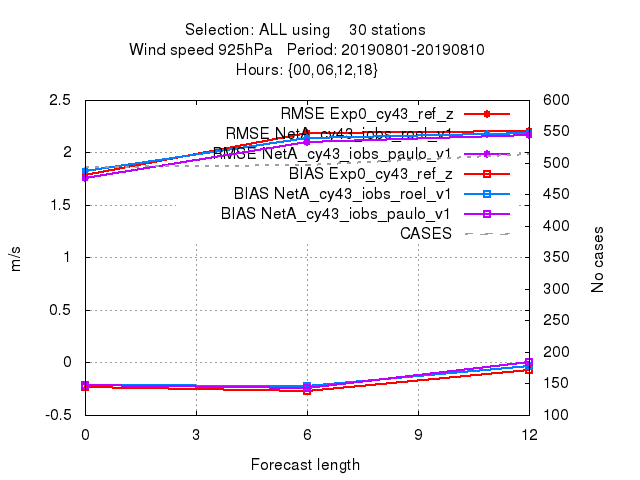 Selection: ALL using 30 stations
Wind speed 925hPa Period: 20190801-20190810
Hours: {00,06,12,18}
2.5
2
1.5
1
0.5
0
-0.5
m/s
RMSE Exp0_cy43_ref_z
RMSE NetA_cy43_iobs_roel_v1
RMSE NetA_cy43_iobs_paulo_v1
BIAS Exp0_cy43_ref_z
BIAS NetA_cy43_iobs_roel_v1
BIAS NetA_cy43_iobs_paulo_v1
CASES
600
550
500
450
400
350
300
250
200
150
100
No cases
0 3 6 9 12
Forecast length